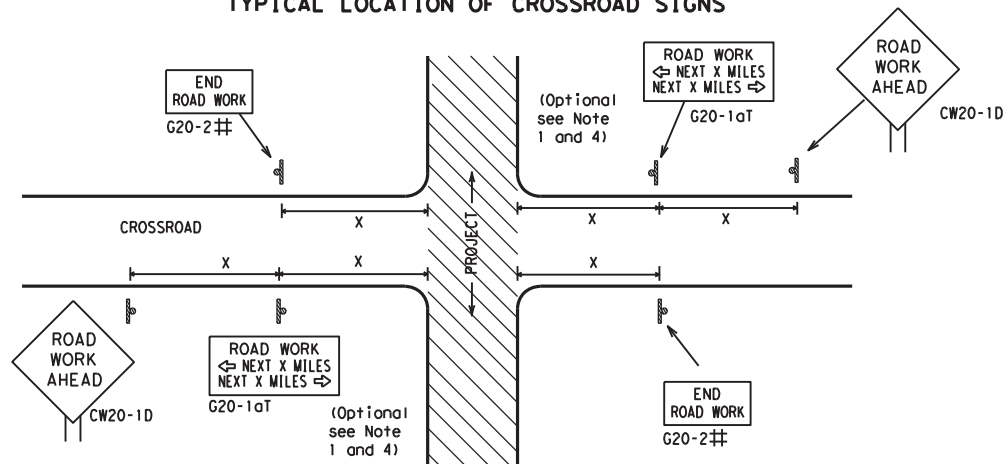 TYPICAL LOCATION OF CROSSROAD SIGNS
END
ROAD WORK
G20-2#
(Optional
see Note
1 and 4)
ROAD WORK
⇦ NEXT X MILES
NEXT X MILES ⇨
G20-1aT
ROAD
WORK
AHEAD
CW20-1D
CROSSROAD
X
X
X
PROJECT
X
X
X
ROAD
WORK
AHEAD
CW20-1D
ROAD WORK
⇦ NEXT X MILES
NEXT X MILES ⇨
G20-1aT
(Optional
see Note
1 and 4)
END
ROAD WORK
G20-2#